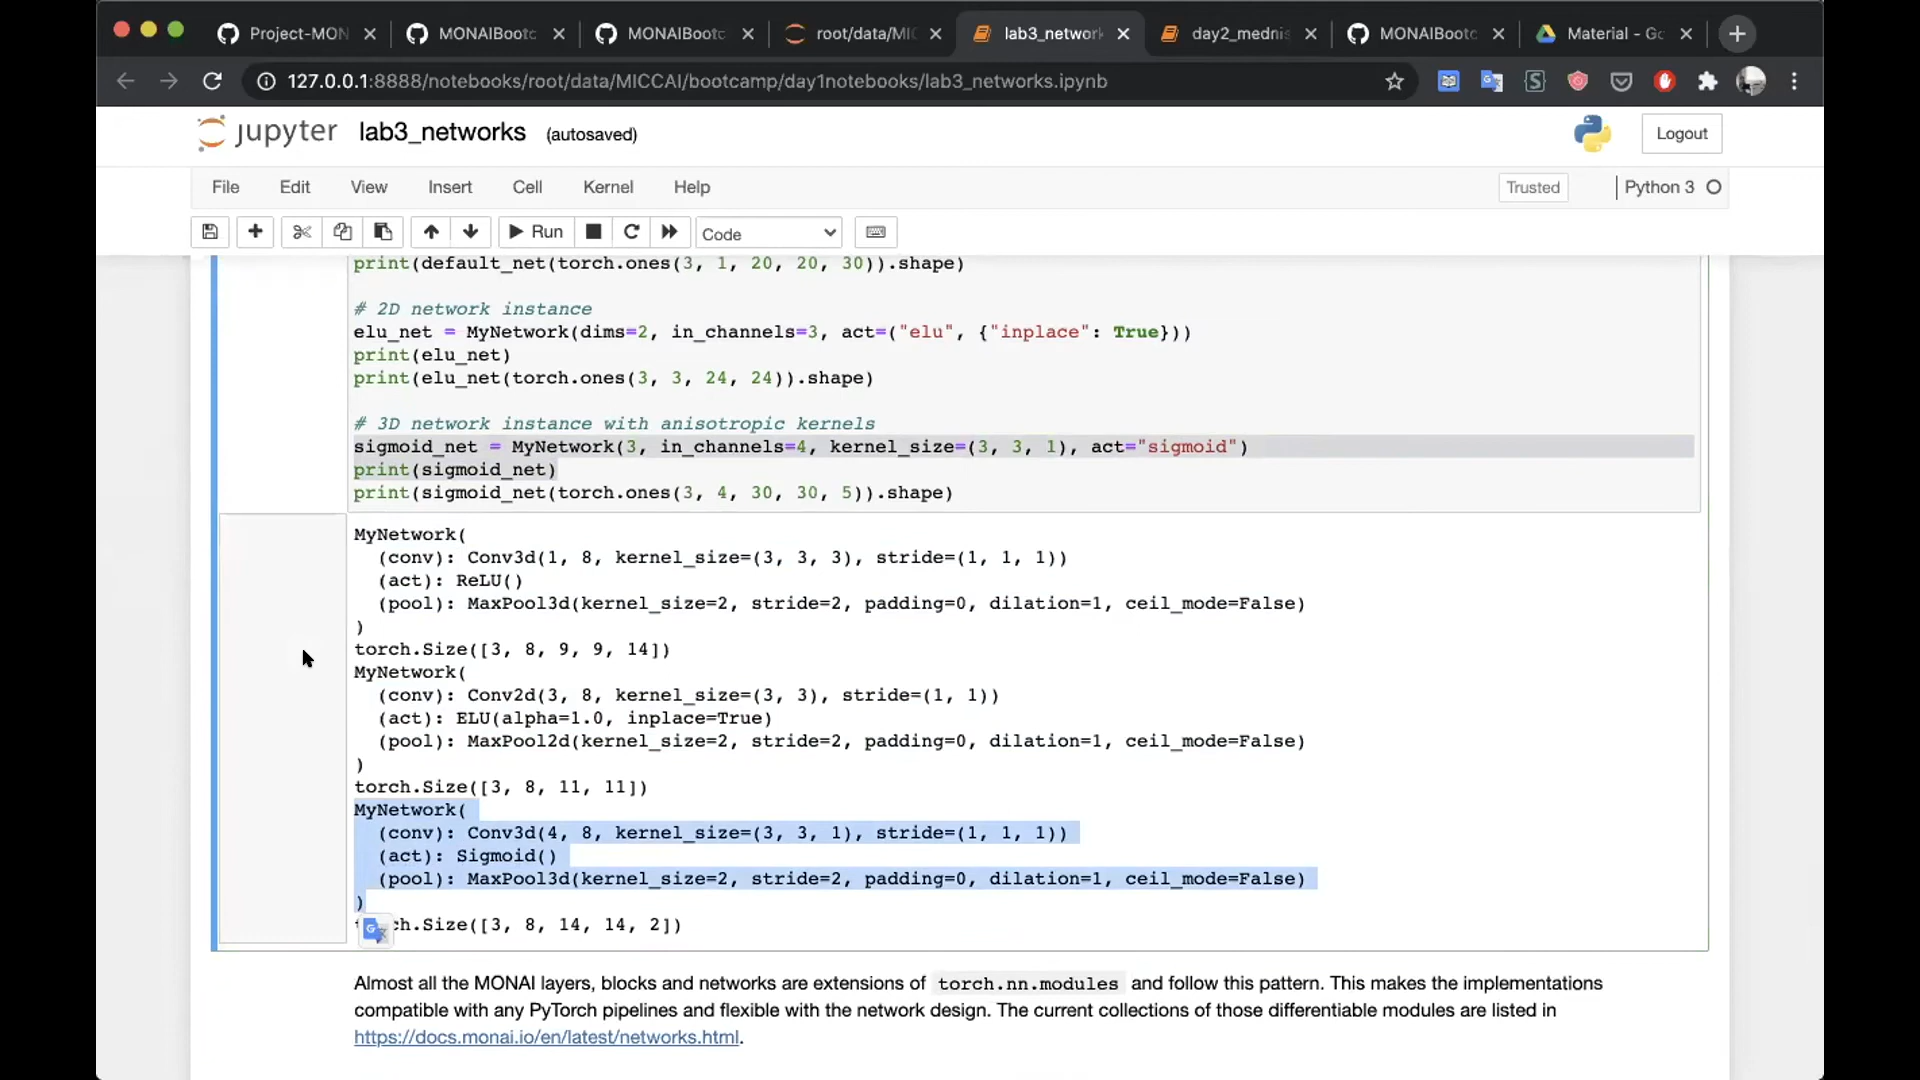 Project-MON
MONAIBootc
MONAIBootc
root/data/MIC
lab3_network
day2_mednis
MONAIBootc
Material - Go
127.0.0.1:8888/notebooks/root/data/MICCAI/bootcamp/day1notebooks/lab3_networks.ipynb
jupyter lab3_networks (autosaved)
Logout
File Edit View Insert Cell Kernel Help
Trusted
Python 3
Run
Code
print(default_net(torch.ones(3, 1, 20, 20, 30)).shape)
# 2D network instance
elu_net = MyNetwork(dims=2, in_channels=3, act=("elu", {"inplace": True}))
print(elu_net)
print(elu_net(torch.ones(3, 3, 24, 24)).shape)
# 3D network instance with anisotropic kernels
sigmoid_net = MyNetwork(3, in_channels=4, kernel_size=(3, 3, 1), act="sigmoid")
print(sigmoid_net)
print(sigmoid_net(torch.ones(3, 4, 30, 30, 5)).shape)
MyNetwork(
(conv): Conv3d(1, 8, kernel_size=(3, 3, 3), stride=(1, 1, 1))
(act): ReLU()
(pool): MaxPool3d(kernel_size=2, stride=2, padding=0, dilation=1, ceil_mode=False)
)
torch.Size([3, 8, 9, 9, 14])
MyNetwork(
(conv): Conv2d(3, 8, kernel_size=(3, 3), stride=(1, 1))
(act): ELU(alpha=1.0, inplace=True)
(pool): MaxPool2d(kernel_size=2, stride=2, padding=0, dilation=1, ceil_mode=False)
)
torch.Size([3, 8, 11, 11])
MyNetwork(
(conv): Conv3d(4, 8, kernel_size=(3, 3, 1), stride=(1, 1, 1))
(act): Sigmoid()
(pool): MaxPool3d(kernel_size=2, stride=2, padding=0, dilation=1, ceil_mode=False)
)
ch.Size([3, 8, 14, 14, 2])
Almost all the MONAI layers, blocks and networks are extensions of torch.nn.modules and follow this pattern. This makes the implementations
compatible with any PyTorch pipelines and flexible with the network design. The current collections of those differentiable modules are listed in
https://docs.monai.io/en/latest/networks.html.